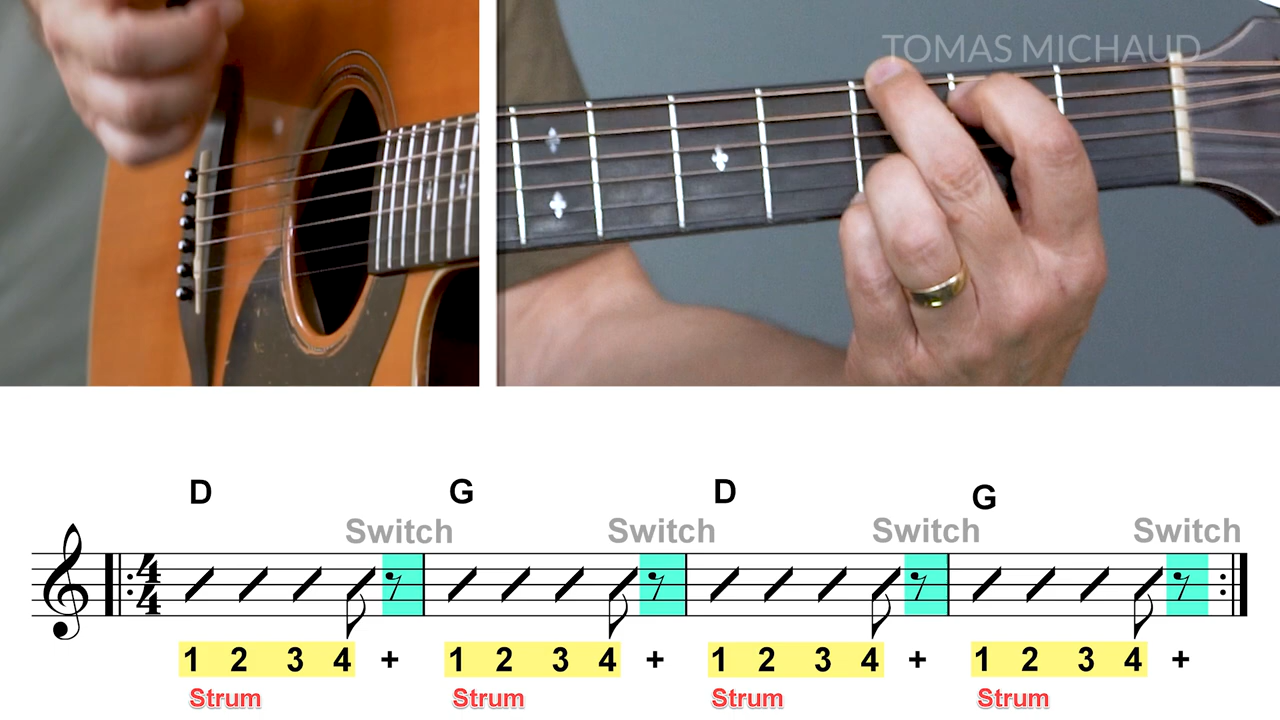 TOMAS MICHAUD
D G D G
Switch Switch Switch Switch
4
4
1 2 3 4 + 1 2 3 4 + 1 2 3 4 + 1 2 3 4 +
Strum Strum Strum Strum